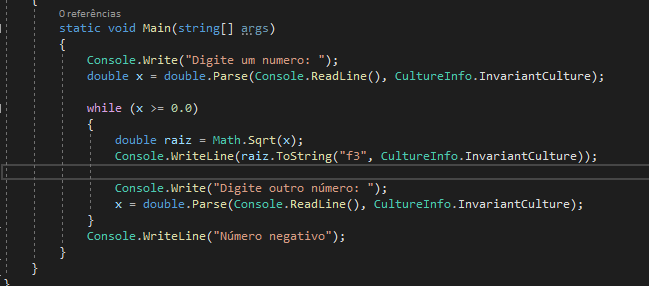 {
0 referências
static void Main(string[] args)
{
Console.Write("Digite um numero: ");
double x = double.Parse(Console.ReadLine(), CultureInfo.InvariantCulture);
while (x >= 0.0)
{
double raiz = Math.Sqrt(x);
Console.WriteLine(raiz.ToString("f3", CultureInfo.InvariantCulture));
Console.Write("Digite outro número: ");
x = double.Parse(Console.ReadLine(), CultureInfo.InvariantCulture);
}
Console.WriteLine("Número negativo");
}
}
}